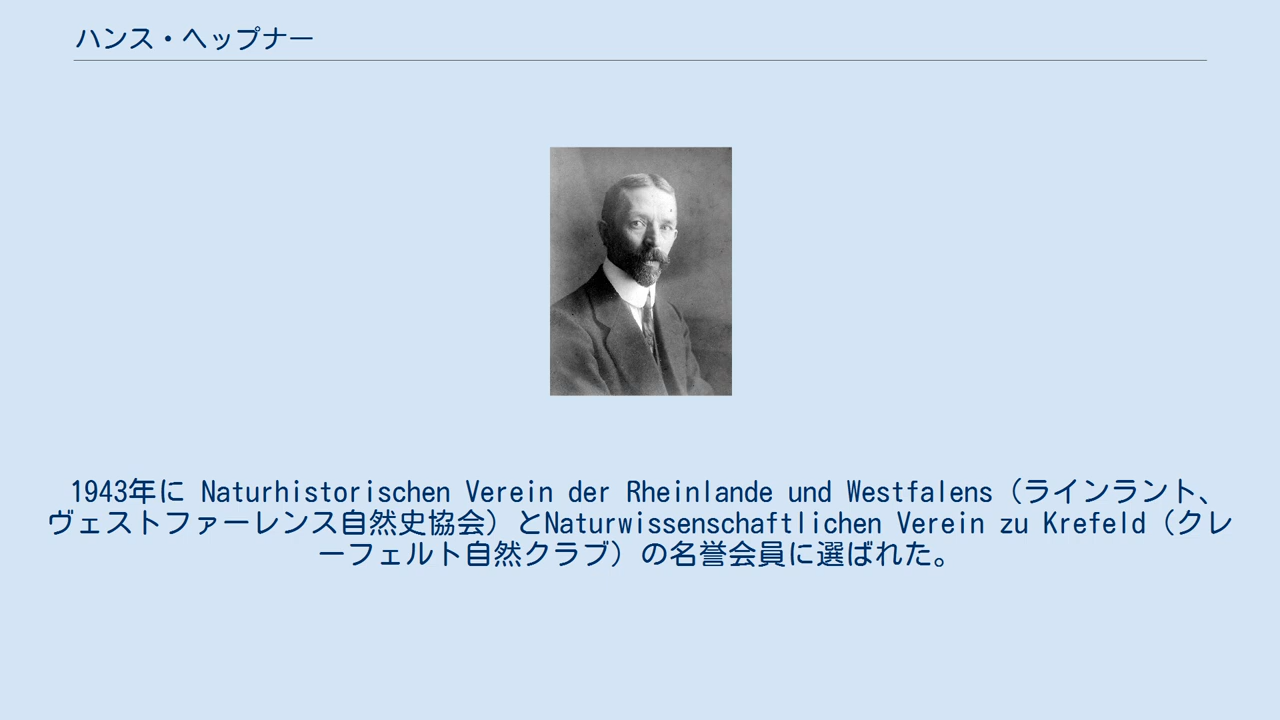 ハンス・ヘップナー
1943年に Naturhistorischen Verein der Rheinlande und Westfalens（ラインラント、
ヴェストファーレンス自然史協会）とNaturwissenschaftlichen Verein zu Krefeld（クレ
ーフェルト自然クラブ）の名誉会員に選ばれた。